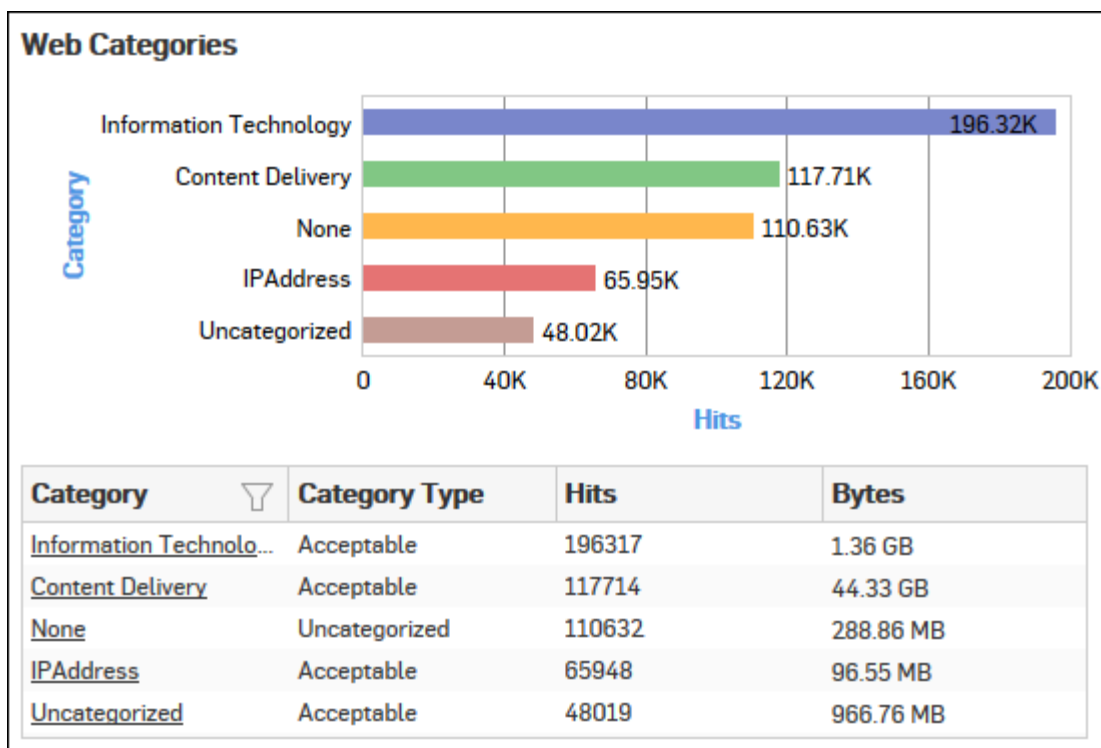 Web Categories
Information Technology 196.32K
Content Delivery 117.71K
None 110.63K
IPAddress 65.95K
Uncategorized 48.02K
Category
0 40K 80K 120K 160K 200K
Hits
Category Category Type Hits Bytes
Information Technolo... Acceptable 196317 1.36 GB
Content Delivery Acceptable 117714 44.33 GB
None Uncategorized 110632 288.86 MB
IPAddress Acceptable 65948 96.55 MB
Uncategorized Acceptable 48019 966.76 MB